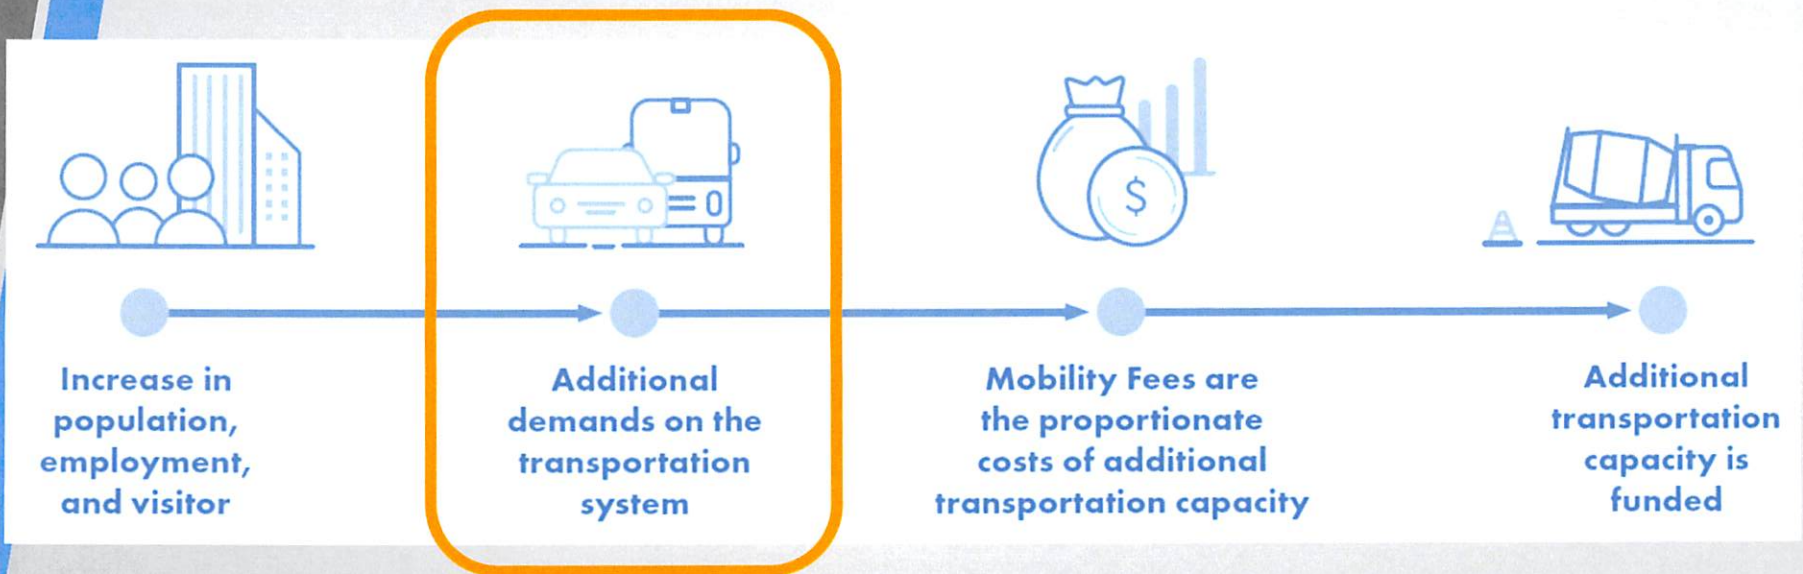 $
Increase in
population,
employment,
and visitor
Additional
demands on the
transportation
system
Mobility Fees are
the proportionate
costs of additional
transportation capacity
Additional
transportation
capacity is
funded